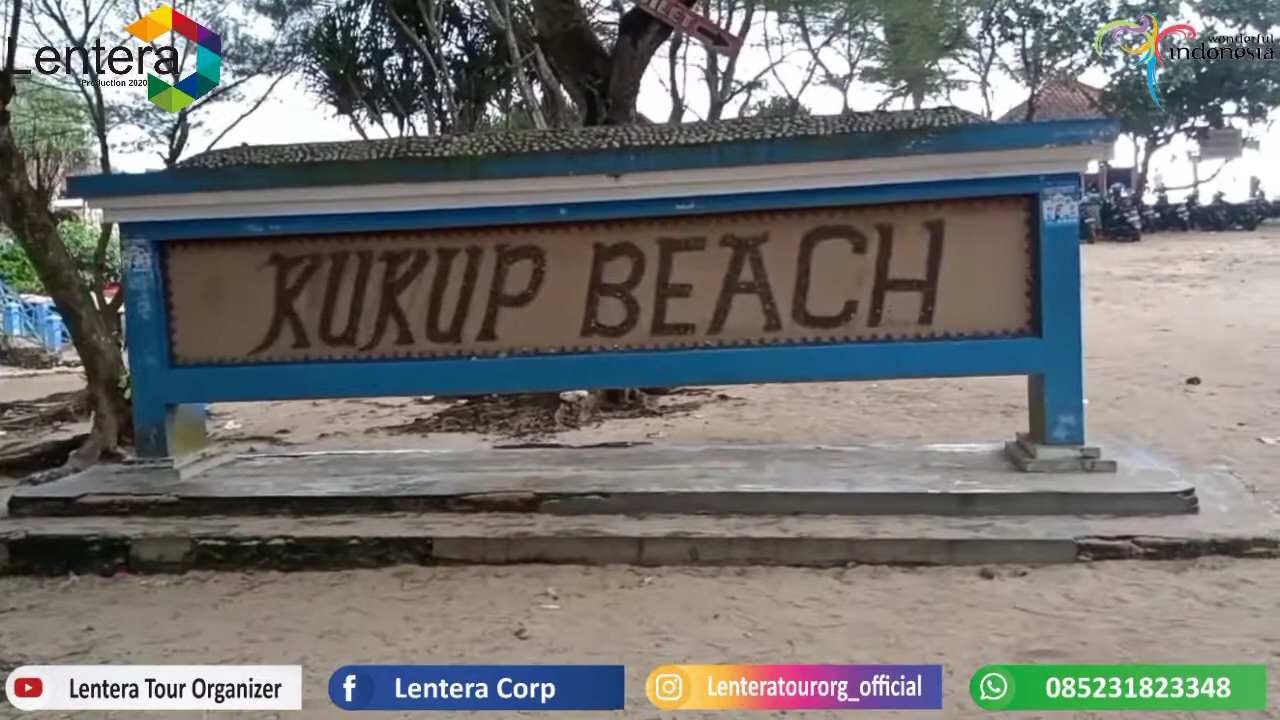 Lentera
Production 2020
wonderful
indonesia
KUKUP BEACH
Lentera Tour Organizer
Lentera Corp
Lenteratourorg_official
085231823348